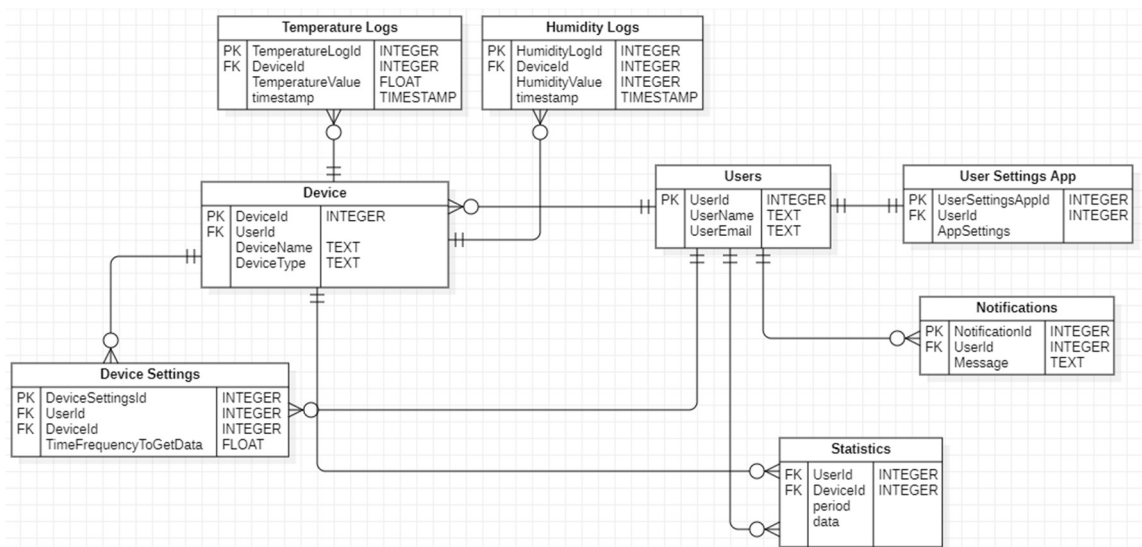 Temperature Logs
PK TemperatureLogId INTEGER
FK DeviceId INTEGER
TemperatureValue FLOAT
timestamp TIMESTAMP
Humidity Logs
PK HumidityLogId INTEGER
FK DeviceId INTEGER
HumidityValue INTEGER
timestamp TIMESTAMP
Device
PK DeviceId INTEGER
FK UserId
DeviceName TEXT
DeviceType TEXT
Users
PK UserId INTEGER
UserName TEXT
UserEmail TEXT
User Settings App
PK UserSettingsAppId INTEGER
FK UserId INTEGER
AppSettings
Notifications
PK NotificationId INTEGER
FK UserId INTEGER
Message TEXT
Device Settings
PK DeviceSettingsId INTEGER
FK UserId INTEGER
FK DeviceId INTEGER
TimeFrequencyToGetData FLOAT
Statistics
FK UserId INTEGER
FK DeviceId INTEGER
period
data